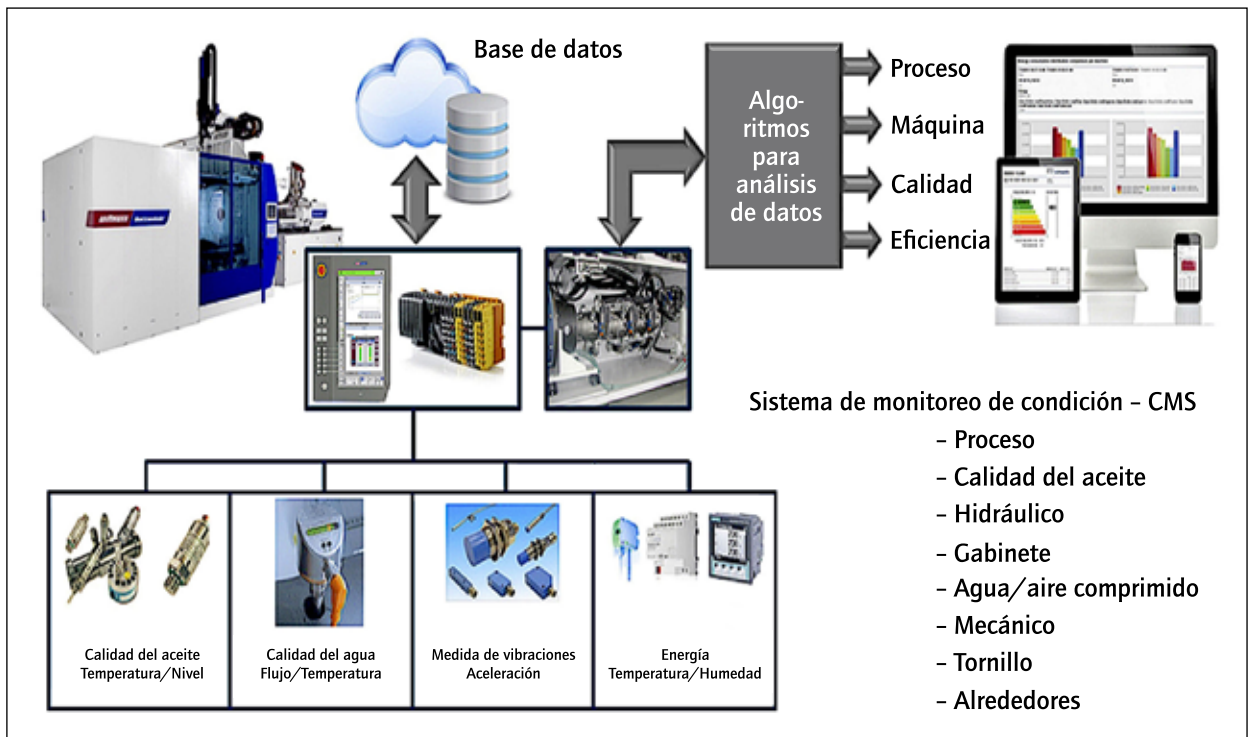 Base de datos
Algo-
ritmos
para
análisis
de datos
Proceso
Máquina
Calidad
Eficiencia
Sistema de monitoreo de condición – CMS
– Proceso
– Calidad del aceite
– Hidráulico
– Gabinete
– Agua/aire comprimido
– Mecánico
– Tornillo
– Alrededores
Calidad del aceite
Temperatura/Nivel
Calidad del agua
Flujo/Temperatura
Medida de vibraciones
Aceleración
Energía
Temperatura/Humedad